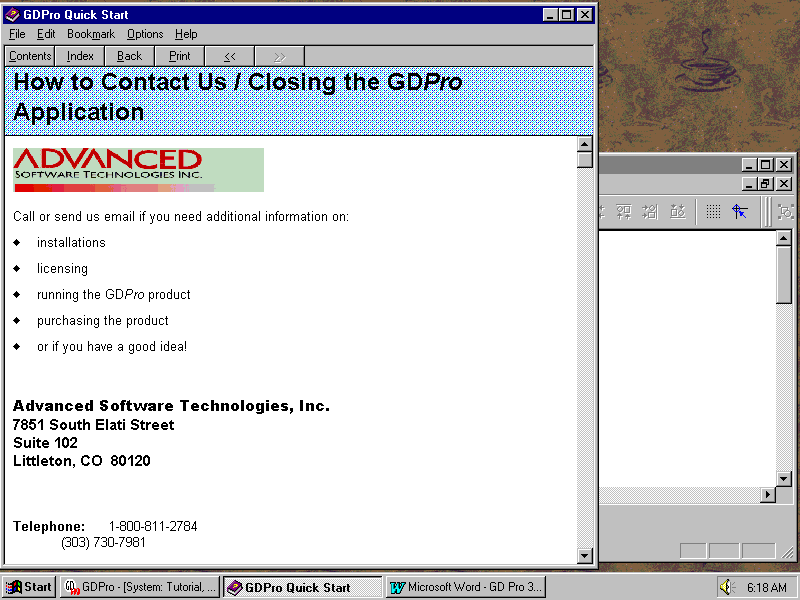 GDPro Quick Start
File Edit Bookmark Options Help
Contents Index Back Print << >>
How to Contact Us / Closing the GDPro
Application
ADVANCED
SOFTWARE TECHNOLOGIES INC.
Call or send us email if you need additional information on:
◆ installations
◆ licensing
◆ running the GDPro product
◆ purchasing the product
◆ or if you have a good idea!
Advanced Software Technologies, Inc.
7851 South Elati Street
Suite 102
Littleton, CO 80120
Telephone: 1-800-811-2784
(303) 730-7981
Start GDPro - [System: Tutorial, ... GDPro Quick Start Microsoft Word - GD Pro 3... 6:18 AM